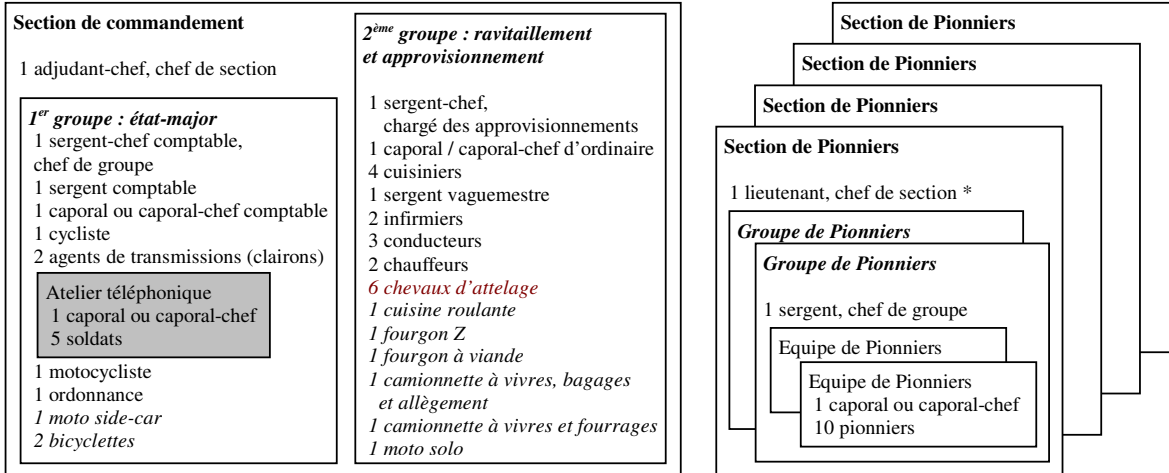 Section de commandement
1 adjudant-chef, chef de section
1er groupe : état-major
1 sergent-chef comptable,
chef de groupe
1 sergent comptable
1 caporal ou caporal-chef comptable
1 cycliste
2 agents de transmissions (clairons)
Atelier téléphonique
1 caporal ou caporal-chef
5 soldats
1 motocycliste
1 ordonnance
1 moto side-car
2 bicyclettes
2ème groupe : ravitaillement
et approvisionnement
1 sergent-chef,
chargé des approvisionnements
1 caporal / caporal-chef d’ordinaire
4 cuisiniers
1 sergent vaguemestre
2 infirmiers
3 conducteurs
2 chauffeurs
6 chevaux d’attelage
1 cuisine roulante
1 fourgon Z
1 fourgon à viande
1 camionnette à vivres, bagages
et allègement
1 camionnette à vivres et fourrages
1 moto solo
Section de Pionniers
Section de Pionniers
Section de Pionniers
Section de Pionniers
1 lieutenant, chef de section *
Groupe de Pionniers
Groupe de Pionniers
1 sergent, chef de groupe
Equipe de Pionniers
Equipe de Pionniers
1 caporal ou caporal-chef
10 pionniers